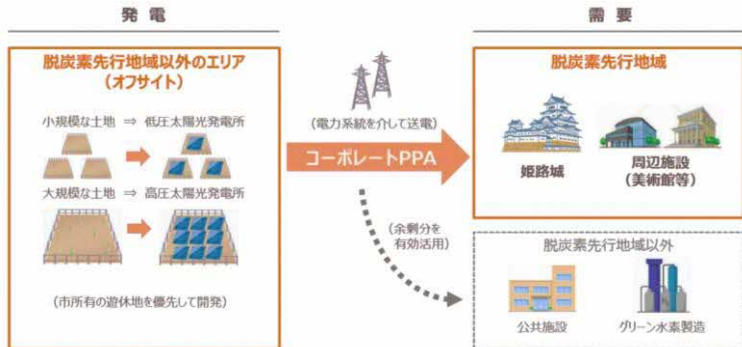 発電
脱炭素先行地域以外のエリア
（オフサイト）
小規模な土地 ⇒ 低圧太陽光発電所
大規模な土地 ⇒ 高圧太陽光発電所
（市所有の遊休地を優先して開発）
（電力系統を介して送電）
コーポレートPPA
（余剰分を
有効活用）
需要
脱炭素先行地域
姫路城
周辺施設
（美術館等）
脱炭素先行地域以外
公共施設
グリーン水素製造